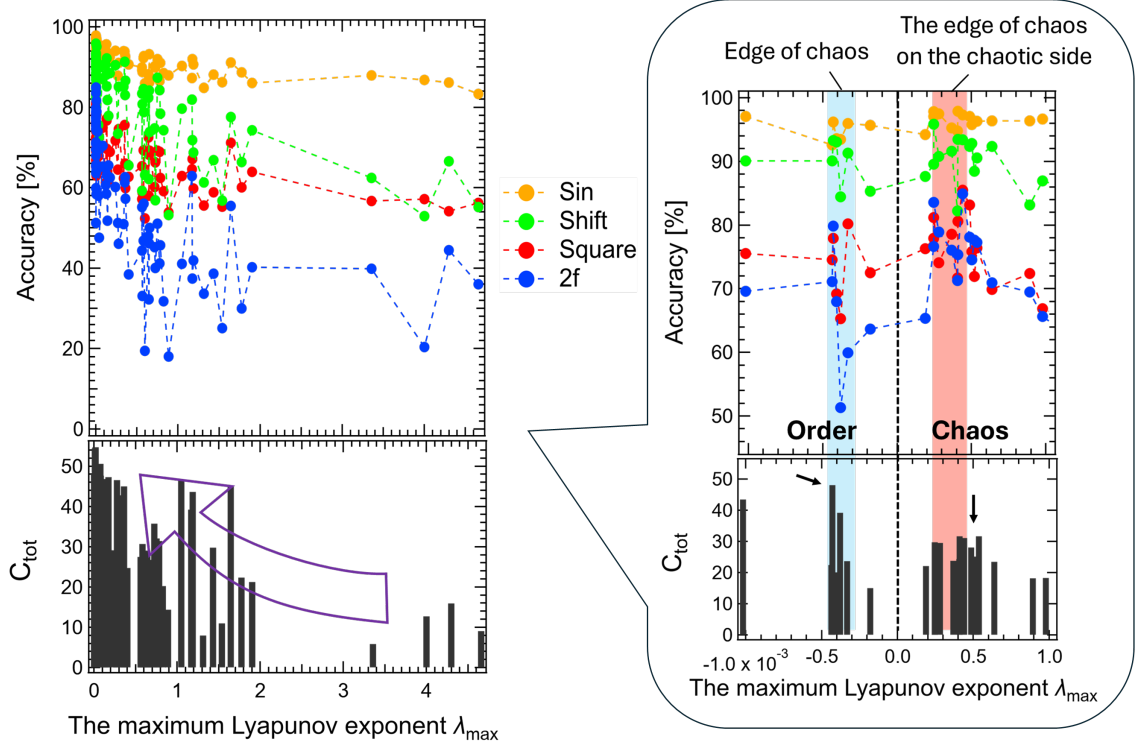 100
80
60
40
20
0
Accuracy [%]
Sin
Shift
Square
2f
50
40
30
20
10
0
C_tot
0
1
2
3
4
The maximum Lyapunov exponent λ_max
Edge of chaos
The edge of chaos
on the chaotic side
100
90
80
70
60
50
Accuracy [%]
Order
Chaos
50
40
30
20
10
0
C_tot
-1.0 x 10⁻³
-0.5
0.0
0.5
1.0
The maximum Lyapunov exponent λ_max